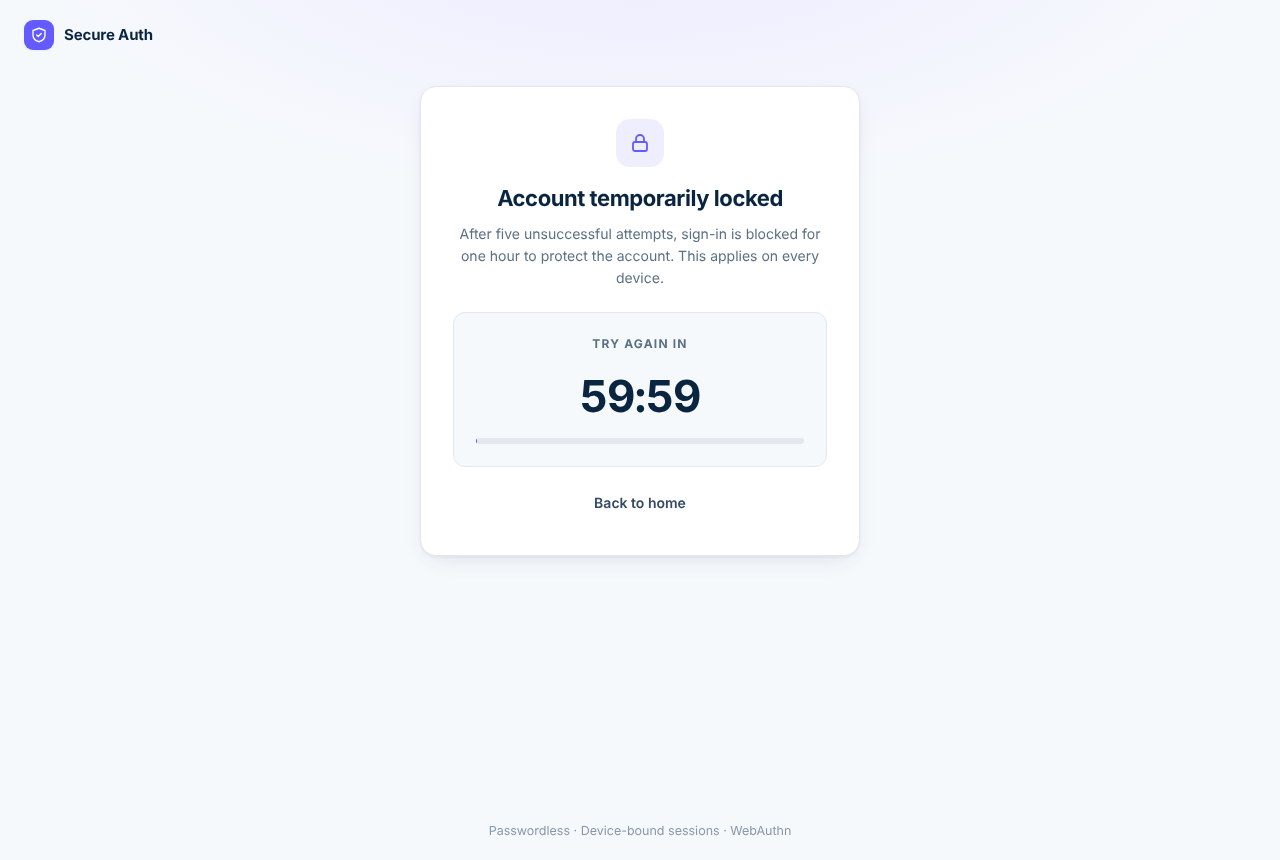 Secure Auth
Account temporarily locked
After five unsuccessful attempts, sign-in is blocked for
one hour to protect the account. This applies on every
device.
TRY AGAIN IN
59:59
Back to home
Passwordless · Device-bound sessions · WebAuthn